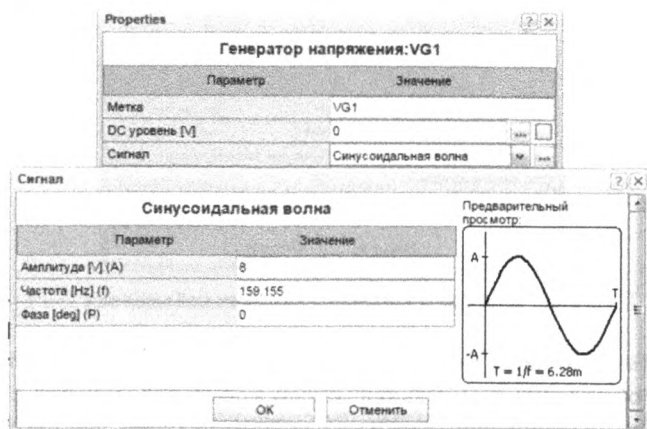 Properties
Генератор напряжения:VG1
Параметр Значение
Метка VG1
DC уровень [V] 0 ...
Сигнал Синусоидальная волна ...
Сигнал
Синусоидальная волна
Параметр Значение
Амплитуда [V] (A) 8
Частота [Hz] (f) 159.155
Фаза [deg] (P) 0
Предварительный
просмотр:
A
T
-A
T = 1/f = 6.28m
ОК Отменить